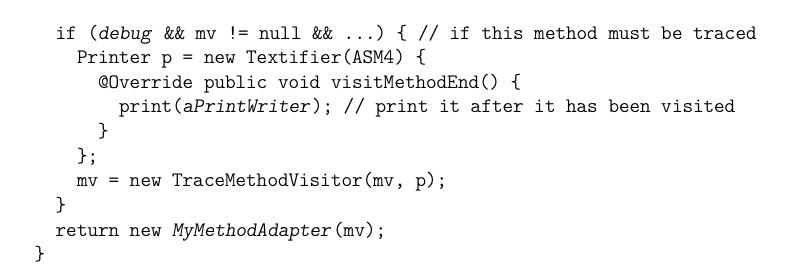 if (debug && mv != null && ...) { // if this method must be traced
Printer p = new Textifier(ASM4) {
@Override public void visitMethodEnd() {
print(aPrintWriter); // print it after it has been visited
}
};
mv = new TraceMethodVisitor(mv, p);
}
return new MyMethodAdapter(mv);
}